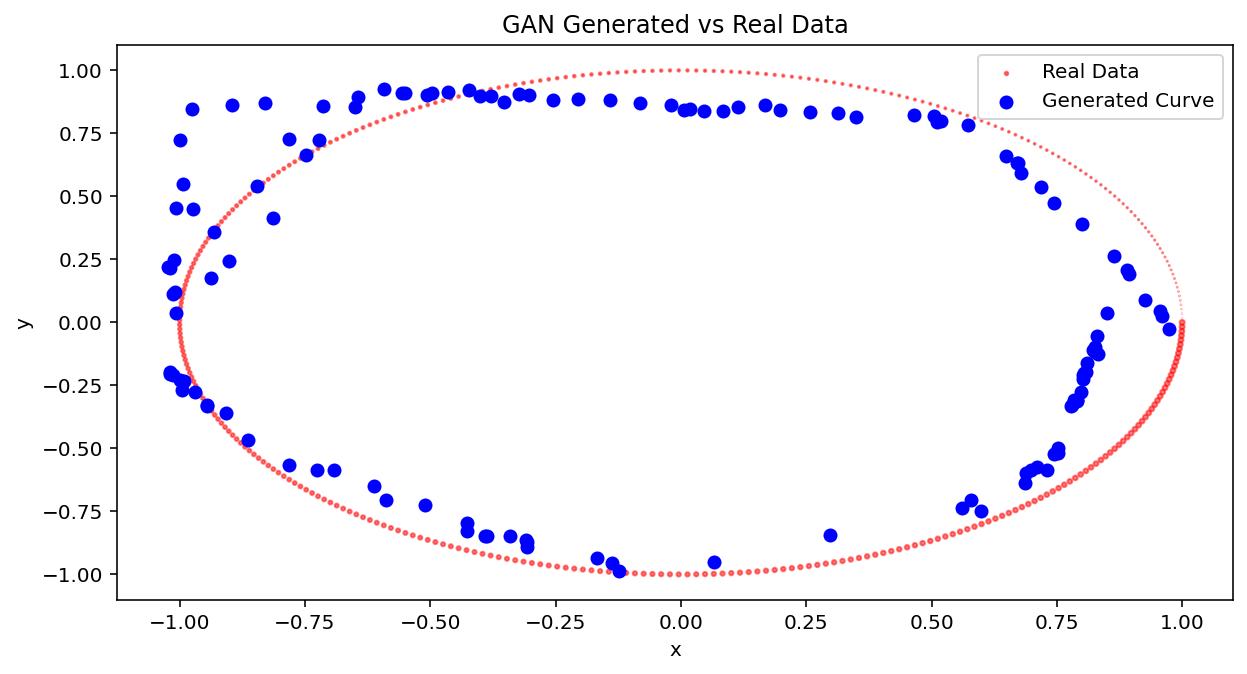 GAN Generated vs Real Data
Real Data
Generated Curve
1.00
0.75
0.50
0.25
0.00
−0.25
−0.50
−0.75
−1.00
y
−1.00 −0.75 −0.50 −0.25 0.00 0.25 0.50 0.75 1.00
x